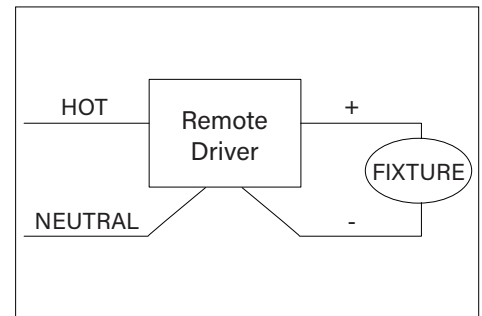 HOT
Remote
Driver
+
FIXTURE
NEUTRAL
-